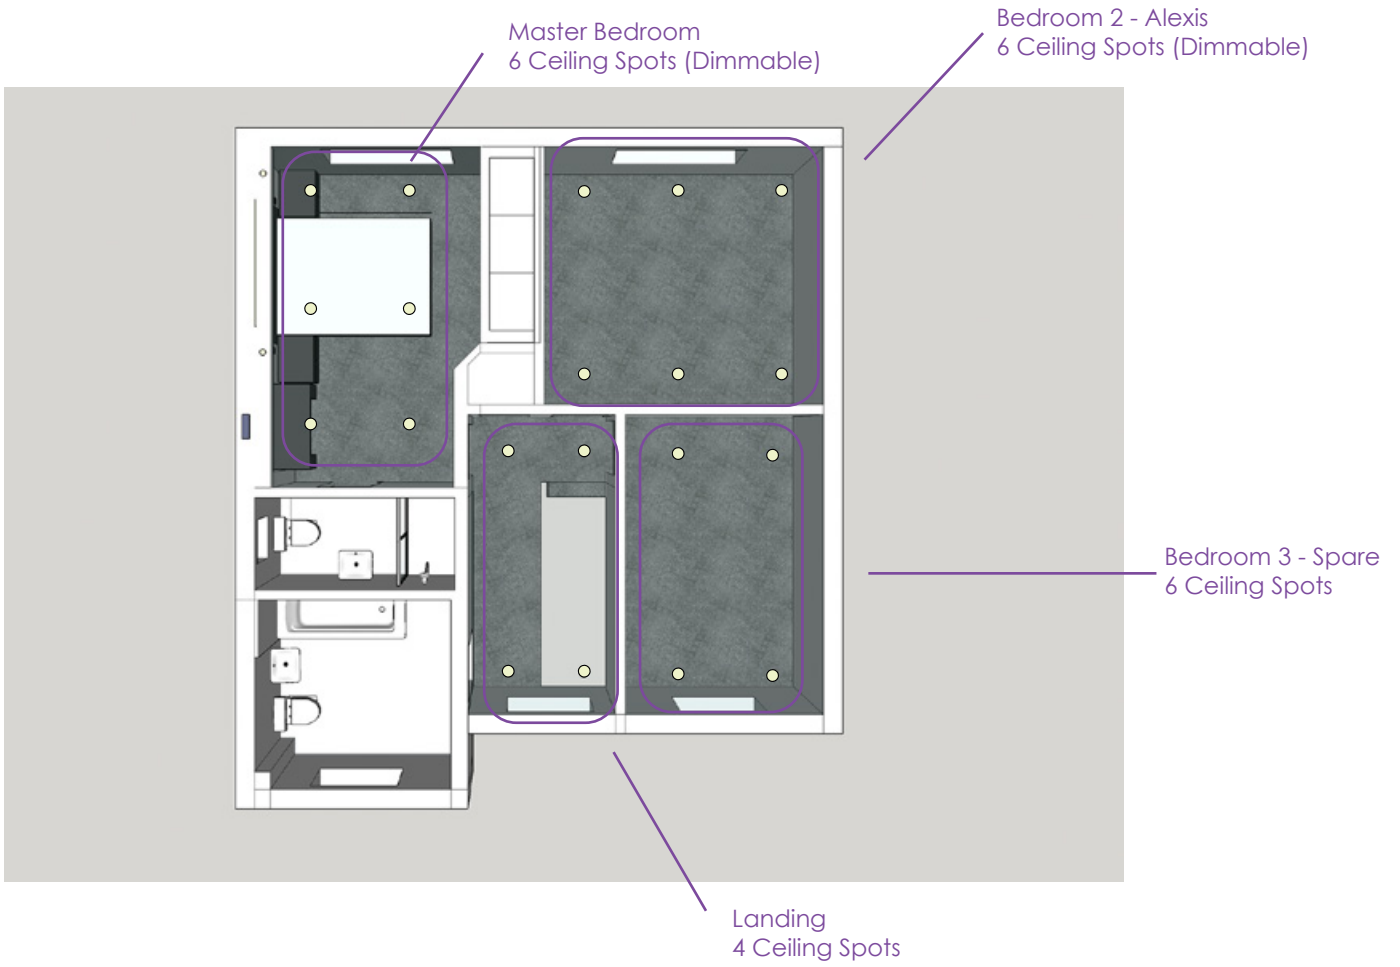 Master Bedroom
6 Ceiling Spots (Dimmable)
Bedroom 2 - Alexis
6 Ceiling Spots (Dimmable)
Bedroom 3 - Spare
6 Ceiling Spots
Landing
4 Ceiling Spots